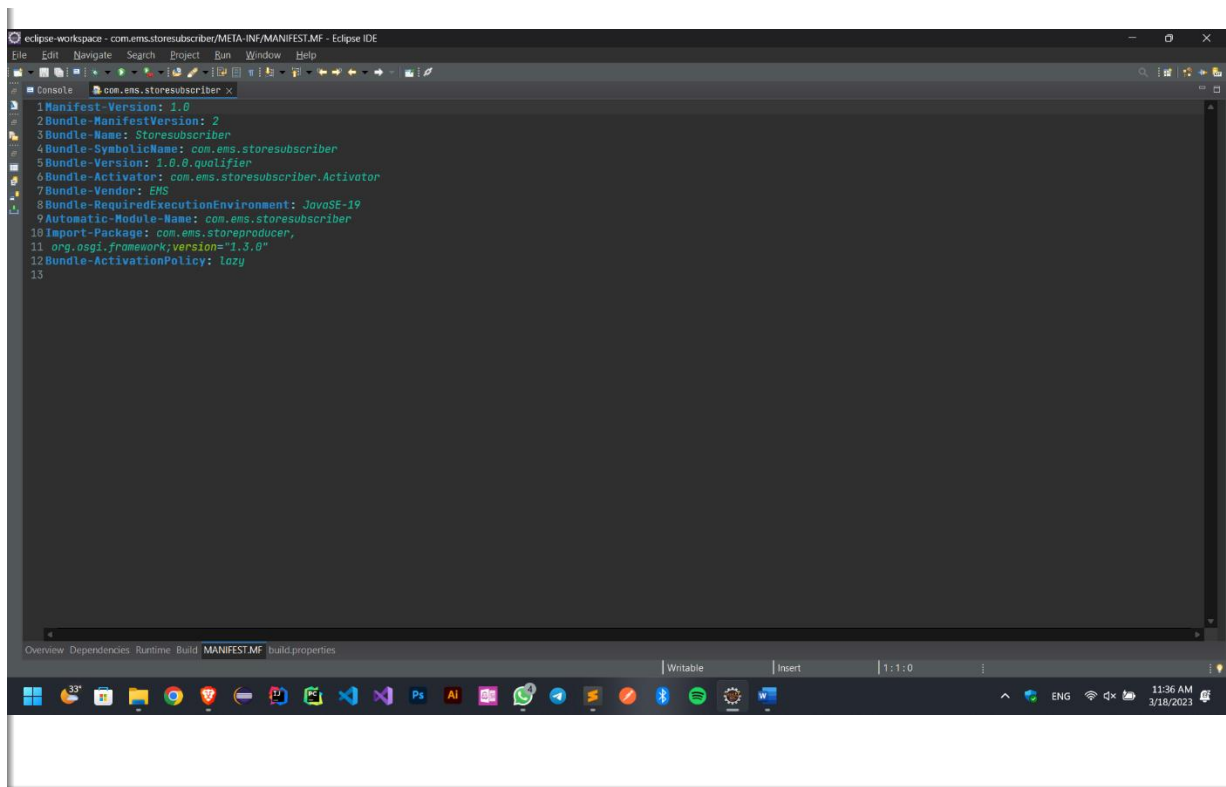 eclipse-workspace - com.ems.storesubscriber/META-INF/MANIFEST.MF - Eclipse IDE
File Edit Navigate Search Project Run Window Help
Console com.ems.storesubscriber
1 Manifest-Version: 1.0
2 Bundle-ManifestVersion: 2
3 Bundle-Name: Storesubscriber
4 Bundle-SymbolicName: com.ems.storesubscriber
5 Bundle-Version: 1.0.0.qualifier
6 Bundle-Activator: com.ems.storesubscriber.Activator
7 Bundle-Vendor: EMS
8 Bundle-RequiredExecutionEnvironment: JavaSE-19
9 Automatic-Module-Name: com.ems.storesubscriber
10 Import-Package: com.ems.storeproducer,
11 org.osgi.framework;version="1.3.0"
12 Bundle-ActivationPolicy: lazy
13
Overview Dependencies Runtime Build MANIFEST.MF build.properties
Writable Insert 1:1:0
33° Ps Ai ENG 11:36 AM
3/18/2023